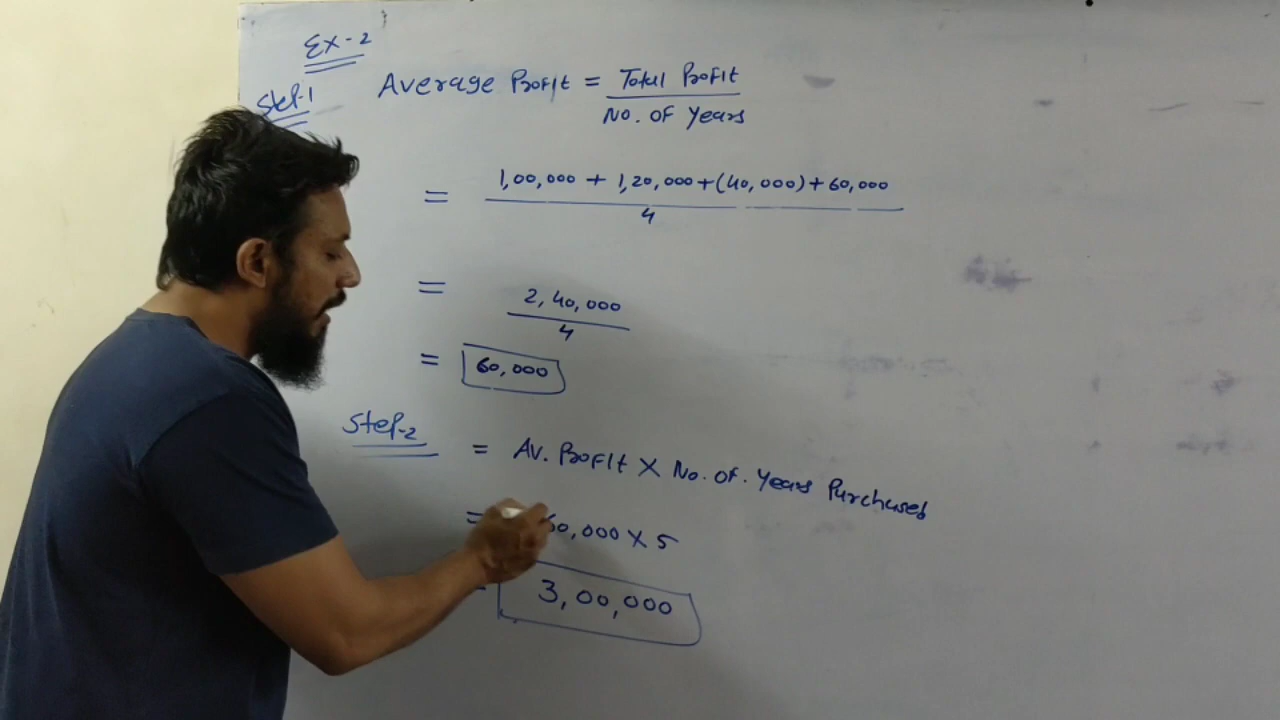 Ex-2
Step-1
Average Profit = Total Profit
No. of Years
= 1,00,000 + 1,20,000+(40,000)+60,000
4
= 2,40,000
4
= 60,000
Step-2
= Av. Profit X No. of. Years Purchased
= 60,000 X 5
= 3,00,000